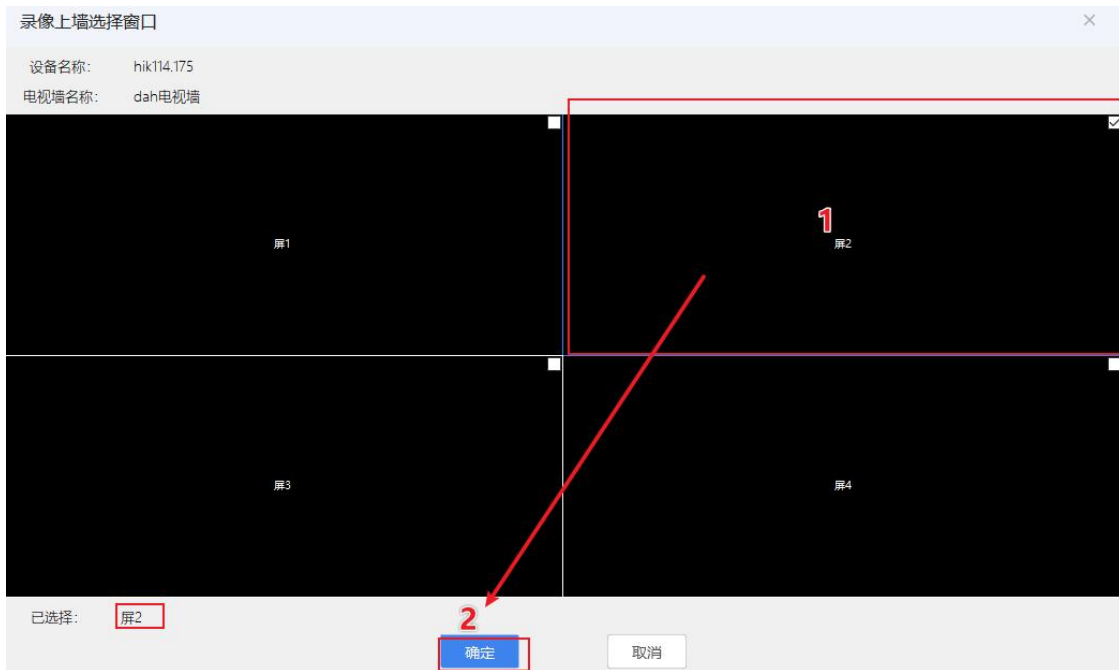 录像上墙选择窗口
设备名称： hik114.175
电视墙名称： dah电视墙
1
屏1
屏2
屏3
屏4
已选择： 屏2
2
确定
取消